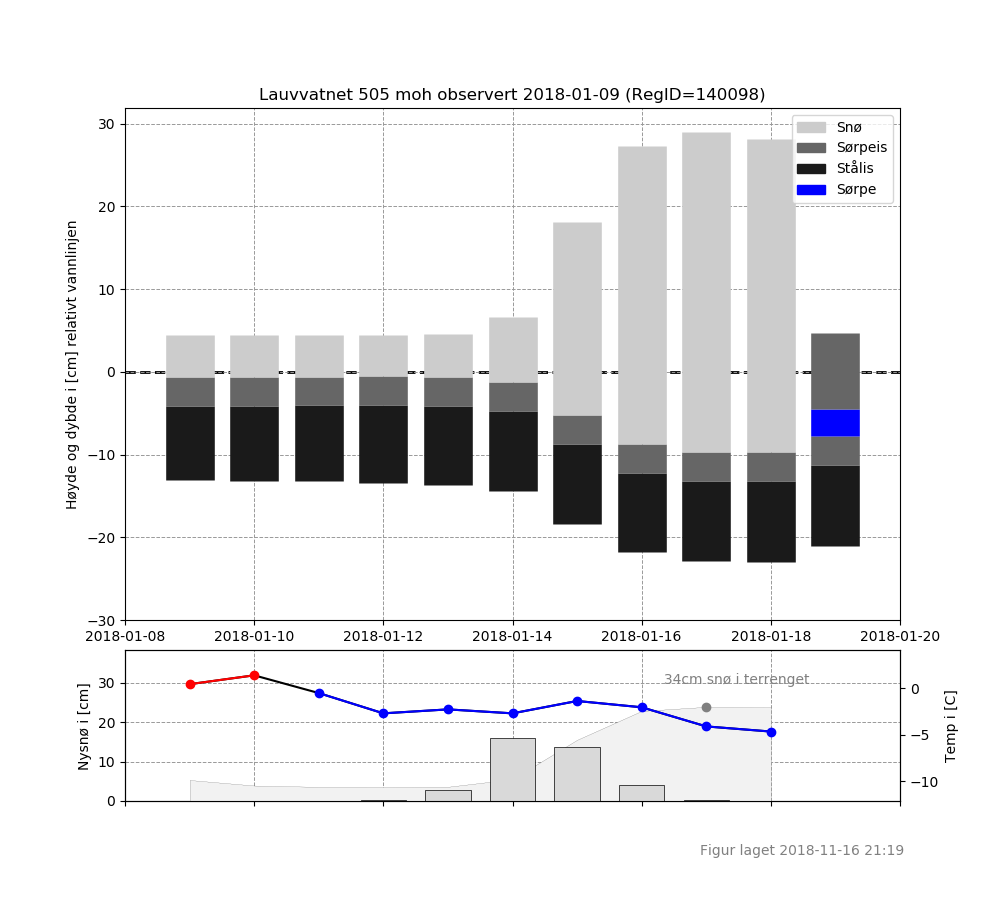 Lauvvatnet 505 moh observert 2018-01-09 (RegID=140098)
Høyde og dybde i [cm] relativt vannlinjen
30
20
10
0
−10
−20
−30
Snø
Sørpeis
Stålis
Sørpe
2018-01-08 2018-01-10 2018-01-12 2018-01-14 2018-01-16 2018-01-18 2018-01-20
Nysnø i [cm]
30
20
10
0
34cm snø i terrenget
0
−5
−10
Temp i [C]
Figur laget 2018-11-16 21:19